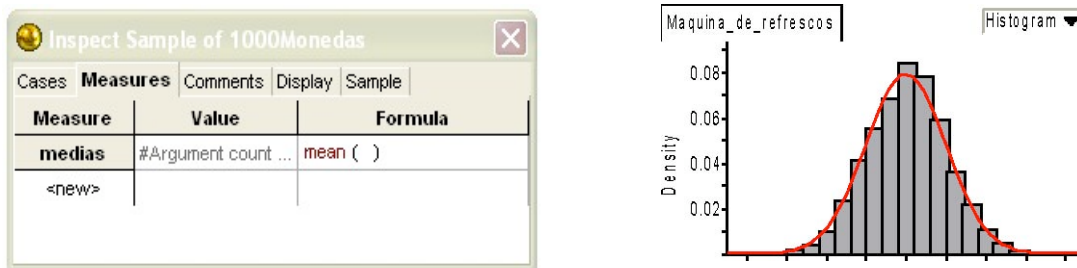 Inspect Sample of 1000Monedas
Cases Measures Comments Display Sample
Measure Value Formula
medias #Argument count ... mean ( )
<new>
Maquina_de_refrescos
Histogram
0.08
0.06
0.04
0.02
Density